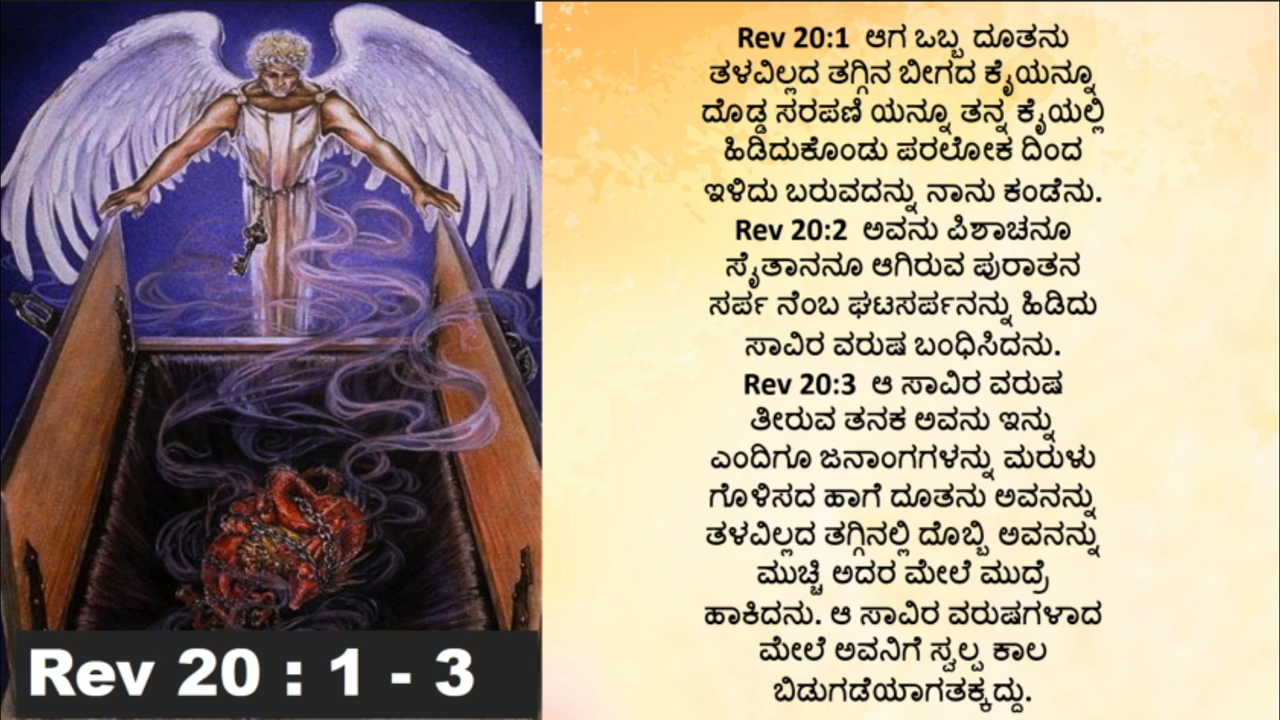 Rev 20 : 1 - 3
Rev 20:1 ಆಗ ಒಬ್ಬ ದೂತನು
ತಳವಿಲ್ಲದ ತಗ್ಗಿನ ಬೀಗದ ಕೈಯನ್ನೂ
ದೊಡ್ಡ ಸರಪಣಿ ಯನ್ನೂ ತನ್ನ ಕೈಯಲ್ಲಿ
ಹಿಡಿದುಕೊಂಡು ಪರಲೋಕ ದಿಂದ
ಇಳಿದು ಬರುವದನ್ನು ನಾನು ಕಂಡೆನು.
Rev 20:2 ಅವನು ಪಿಶಾಚನೂ
ಸೈತಾನನೂ ಆಗಿರುವ ಪುರಾತನ
ಸರ್ಪ ನೆಂಬ ಘಟಸರ್ಪನನ್ನು ಹಿಡಿದು
ಸಾವಿರ ವರುಷ ಬಂಧಿಸಿದನು.
Rev 20:3 ಆ ಸಾವಿರ ವರುಷ
ತೀರುವ ತನಕ ಅವನು ಇನ್ನು
ಎಂದಿಗೂ ಜನಾಂಗಗಳನ್ನು ಮರುಳು
ಗೊಳಿಸದ ಹಾಗೆ ದೂತನು ಅವನನ್ನು
ತಳವಿಲ್ಲದ ತಗ್ಗಿನಲ್ಲಿ ದೊಬ್ಬಿ ಅವನನ್ನು
ಮುಚ್ಚಿ ಅದರ ಮೇಲೆ ಮುದ್ರೆ
ಹಾಕಿದನು. ಆ ಸಾವಿರ ವರುಷಗಳಾದ
ಮೇಲೆ ಅವನಿಗೆ ಸ್ವಲ್ಪ ಕಾಲ
ಬಿಡುಗಡೆಯಾಗತಕ್ಕದ್ದು.